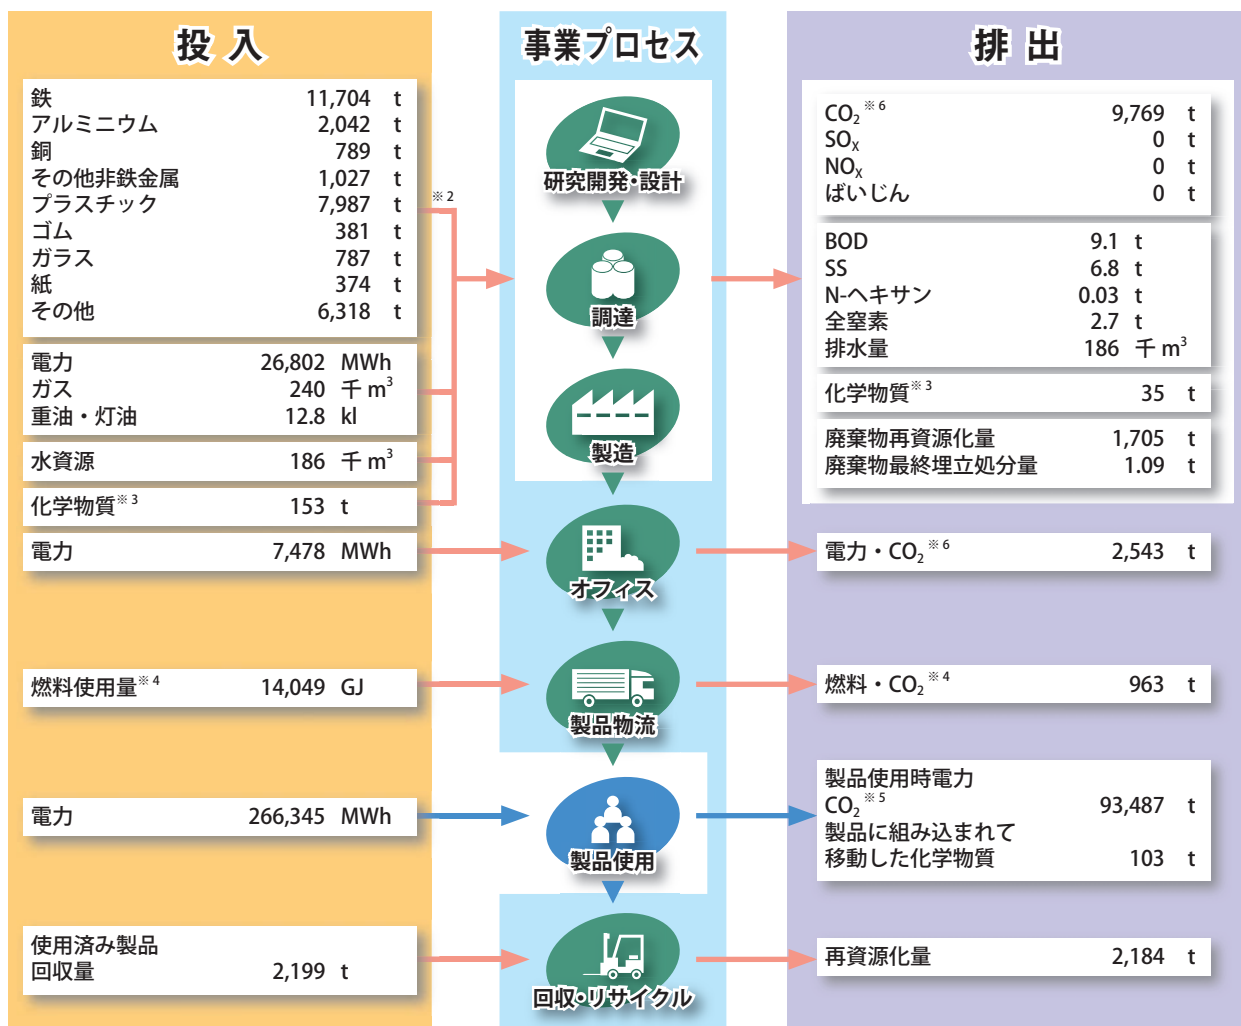 投入
鉄 11,704 t
アルミニウム 2,042 t
銅 789 t
その他非鉄金属 1,027 t
プラスチック 7,987 t
ゴム 381 t
ガラス 787 t
紙 374 t
その他 6,318 t
※2
電力 26,802 MWh
ガス 240 千m³
重油・灯油 12.8 kl
水資源 186 千m³
化学物質※3 153 t
電力 7,478 MWh
燃料使用量※4 14,049 GJ
電力 266,345 MWh
使用済み製品
回収量 2,199 t
事業プロセス
研究開発・設計
調達
製造
オフィス
製品物流
製品使用
回収・リサイクル
排出
CO₂※6 9,769 t
SOX 0 t
NOX 0 t
ばいじん 0 t
BOD 9.1 t
SS 6.8 t
N-ヘキサン 0.03 t
全窒素 2.7 t
排水量 186 千m³
化学物質※3 35 t
廃棄物再資源化量 1,705 t
廃棄物最終埋立処分量 1.09 t
電力・CO₂※6 2,543 t
燃料・CO₂※4 963 t
製品使用時電力
CO₂※5 93,487 t
製品に組み込まれて
移動した化学物質 103 t
再資源化量 2,184 t